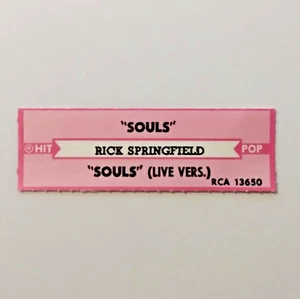 "SOULS"
® HIT RICK SPRINGFIELD POP
"SOULS" (LIVE VERS.)
RCA 13650